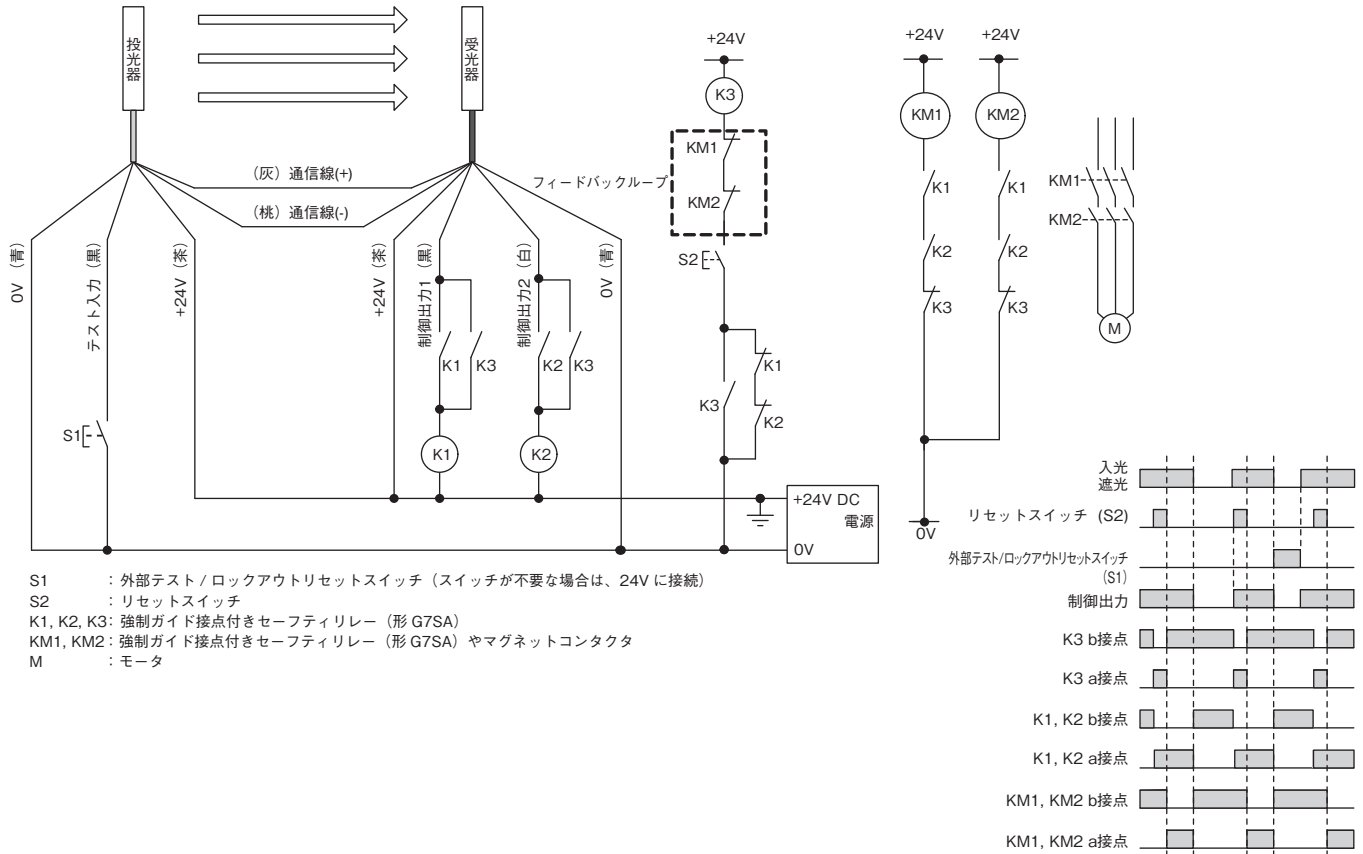 投光器
受光器
(灰) 通信線(+)
(桃) 通信線(-)
0V (青)
テスト入力 (黒)
+24V (茶)
+24V (茶)
制御出力1 (黒)
制御出力2 (白)
0V (青)
S1
K1
K3
K2
K3
K1
K2
+24V
K3
KM1
フィードバックループ
KM2
S2
K1
K3
K2
+24V DC
電源
0V
+24V
+24V
KM1
KM2
K1
K1
K2
K2
K3
K3
0V
KM1
KM2
M
S1 : 外部テスト / ロックアウトリセットスイッチ（スイッチが不要な場合は、24V に接続）
S2 : リセットスイッチ
K1, K2, K3 : 強制ガイド接点付きセーフティリレー（形 G7SA）
KM1, KM2 : 強制ガイド接点付きセーフティリレー（形 G7SA）やマグネットコンタクタ
M : モータ
入光
遮光
リセットスイッチ (S2)
外部テスト/ロックアウトリセットスイッチ
(S1)
制御出力
K3 b接点
K3 a接点
K1, K2 b接点
K1, K2 a接点
KM1, KM2 b接点
KM1, KM2 a接点